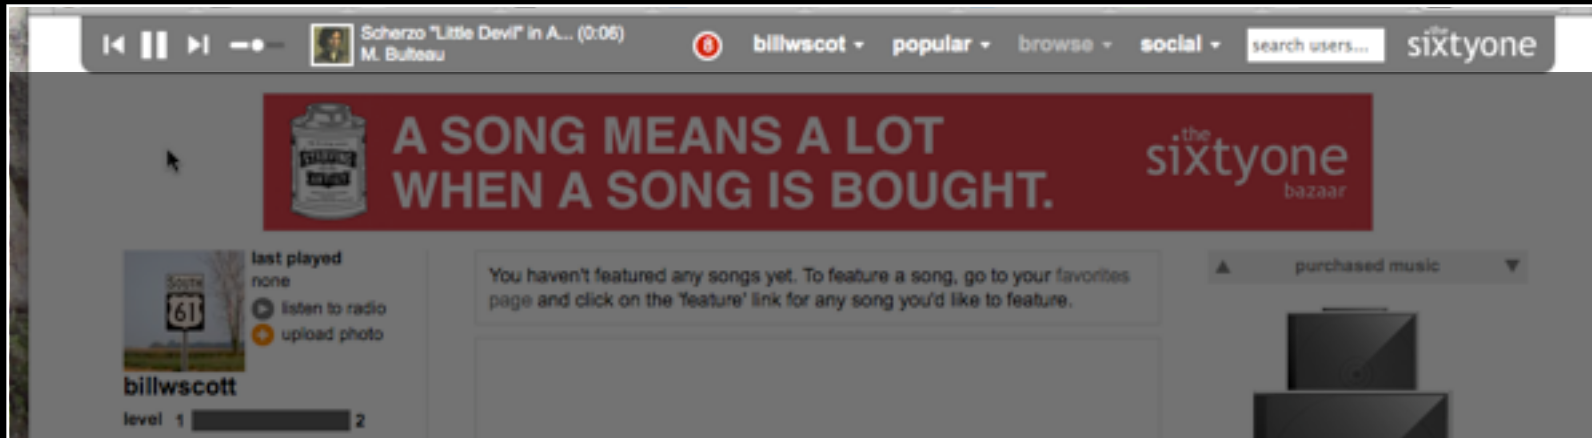 Scherzo "Little Devil" in A... (0:06)
M. Bulteau
8
billwscot
popular
browse
social
search users...
the
sixtyone
A SONG MEANS A LOT
WHEN A SONG IS BOUGHT.
STARVING
ARTIST
the
sixtyone
bazaar
SOUTH
61
last played
none
listen to radio
upload photo
billwscott
level 1 2
You haven't featured any songs yet. To feature a song, go to your favorites
page and click on the 'feature' link for any song you'd like to feature.
purchased music